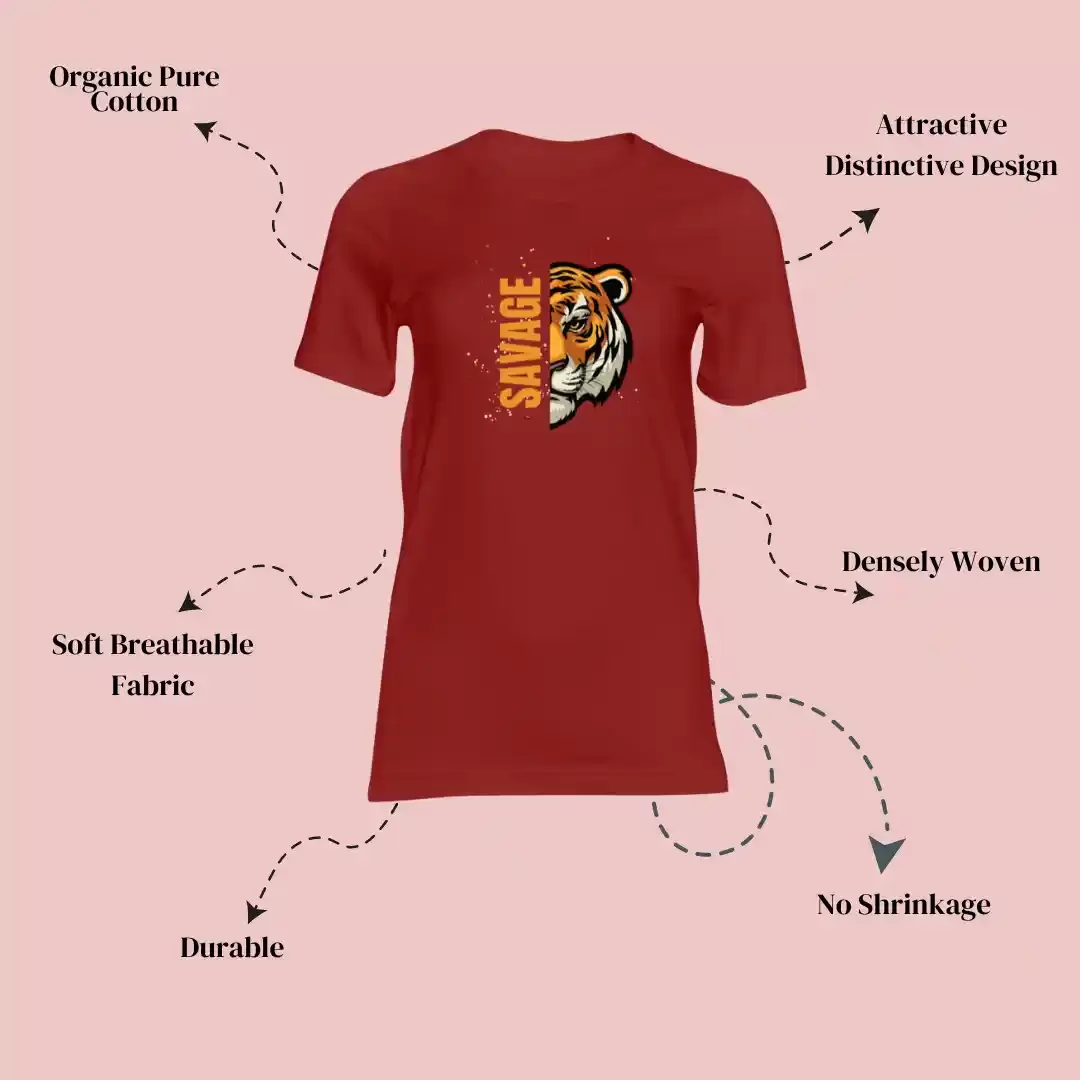 Organic Pure
Cotton
Attractive
Distinctive Design
SAVAGE
Densely Woven
Soft Breathable
Fabric
No Shrinkage
Durable